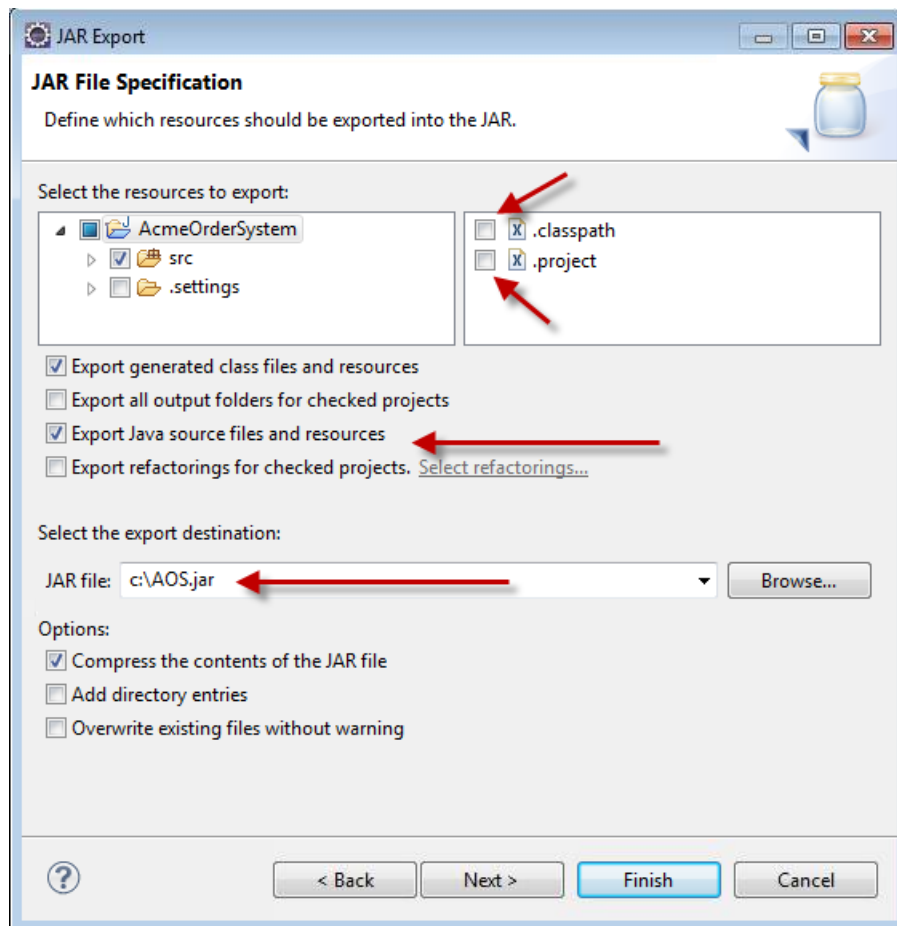 JAR Export
JAR File Specification
Define which resources should be exported into the JAR.
Select the resources to export:
AcmeOrderSystem
src
.settings
.classpath
.project
Export generated class files and resources
Export all output folders for checked projects
Export Java source files and resources
Export refactorings for checked projects. Select refactorings...
Select the export destination:
JAR file: c:\AOS.jar Browse...
Options:
Compress the contents of the JAR file
Add directory entries
Overwrite existing files without warning
? < Back Next > Finish Cancel